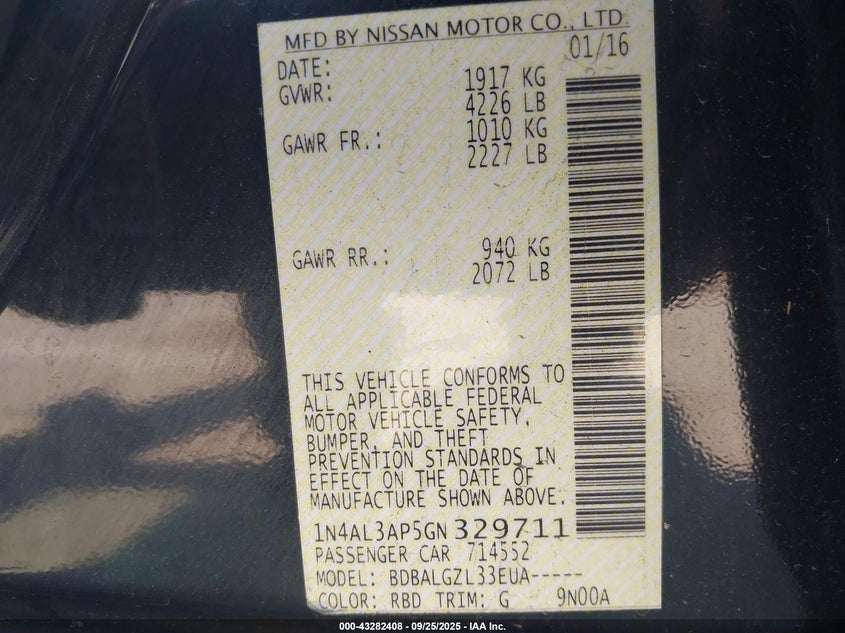 MFD BY NISSAN MOTOR CO., LTD.
DATE: 01/16
GVWR: 1917 KG
4226 LB
GAWR FR.: 1010 KG
2227 LB
GAWR RR.: 940 KG
2072 LB
THIS VEHICLE CONFORMS TO
ALL APPLICABLE FEDERAL
MOTOR VEHICLE SAFETY,
BUMPER, AND THEFT
PREVENTION STANDARDS IN
EFFECT ON THE DATE OF
MANUFACTURE SHOWN ABOVE.
1N4AL3AP5GN329711
PASSENGER CAR 714552
MODEL: BDBALGZL33EUA-----
COLOR: RBD TRIM: G 9N00A
000-43282408 - 09/25/2025 - IAA Inc.